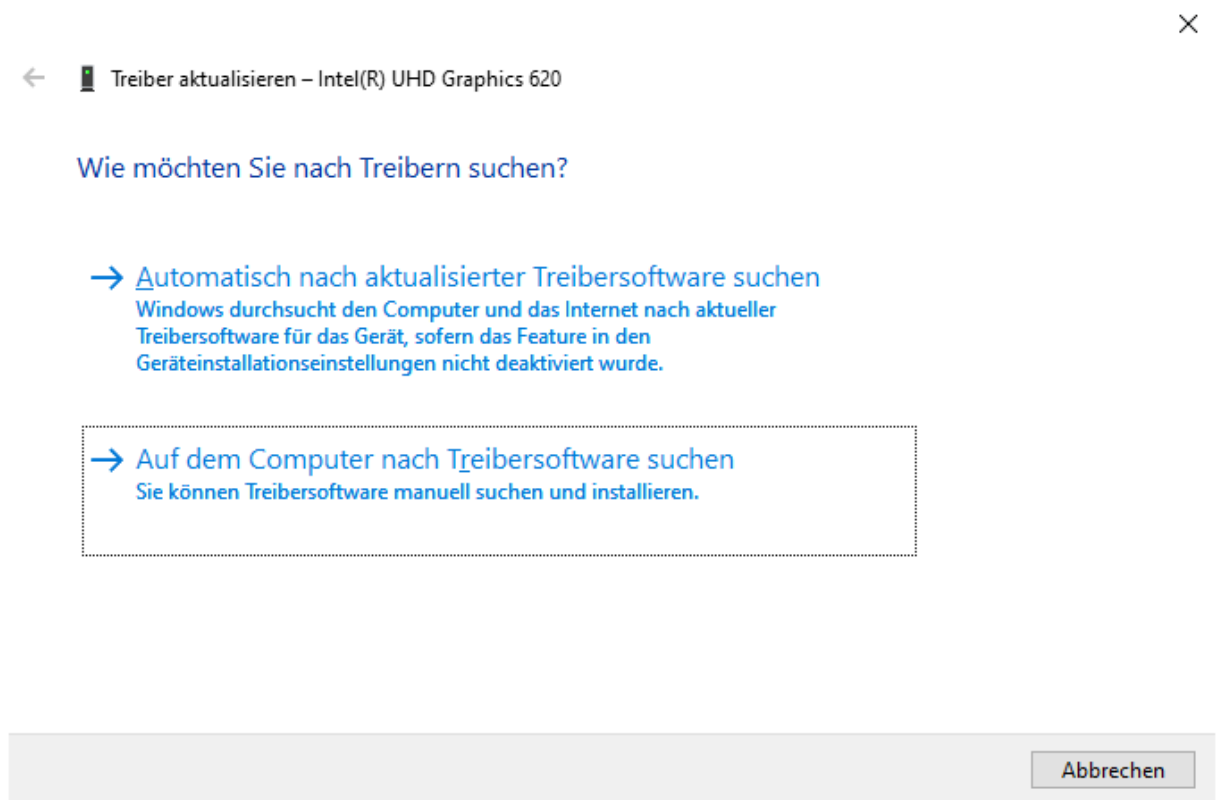 Treiber aktualisieren – Intel(R) UHD Graphics 620
Wie möchten Sie nach Treibern suchen?
Automatisch nach aktualisierter Treibersoftware suchen
Windows durchsucht den Computer und das Internet nach aktueller
Treibersoftware für das Gerät, sofern das Feature in den
Geräteinstallationseinstellungen nicht deaktiviert wurde.
Auf dem Computer nach Treibersoftware suchen
Sie können Treibersoftware manuell suchen und installieren.
Abbrechen